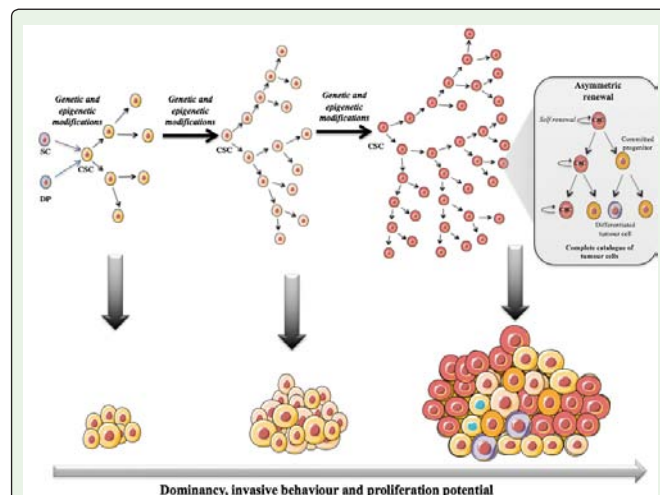 Genetic and
epigenetic
modifications
Genetic and
epigenetic
modifications
Genetic and
epigenetic
modifications
SC
DP
CSC
CSC
CSC
Asymmetric
renewal
Self renewal
CSC
Committed
progenitor
CSC
CSC
Differentiated
tumour cell
Complete catalogue of
tumour cells
Dominancy, invasive behaviour and proliferation potential